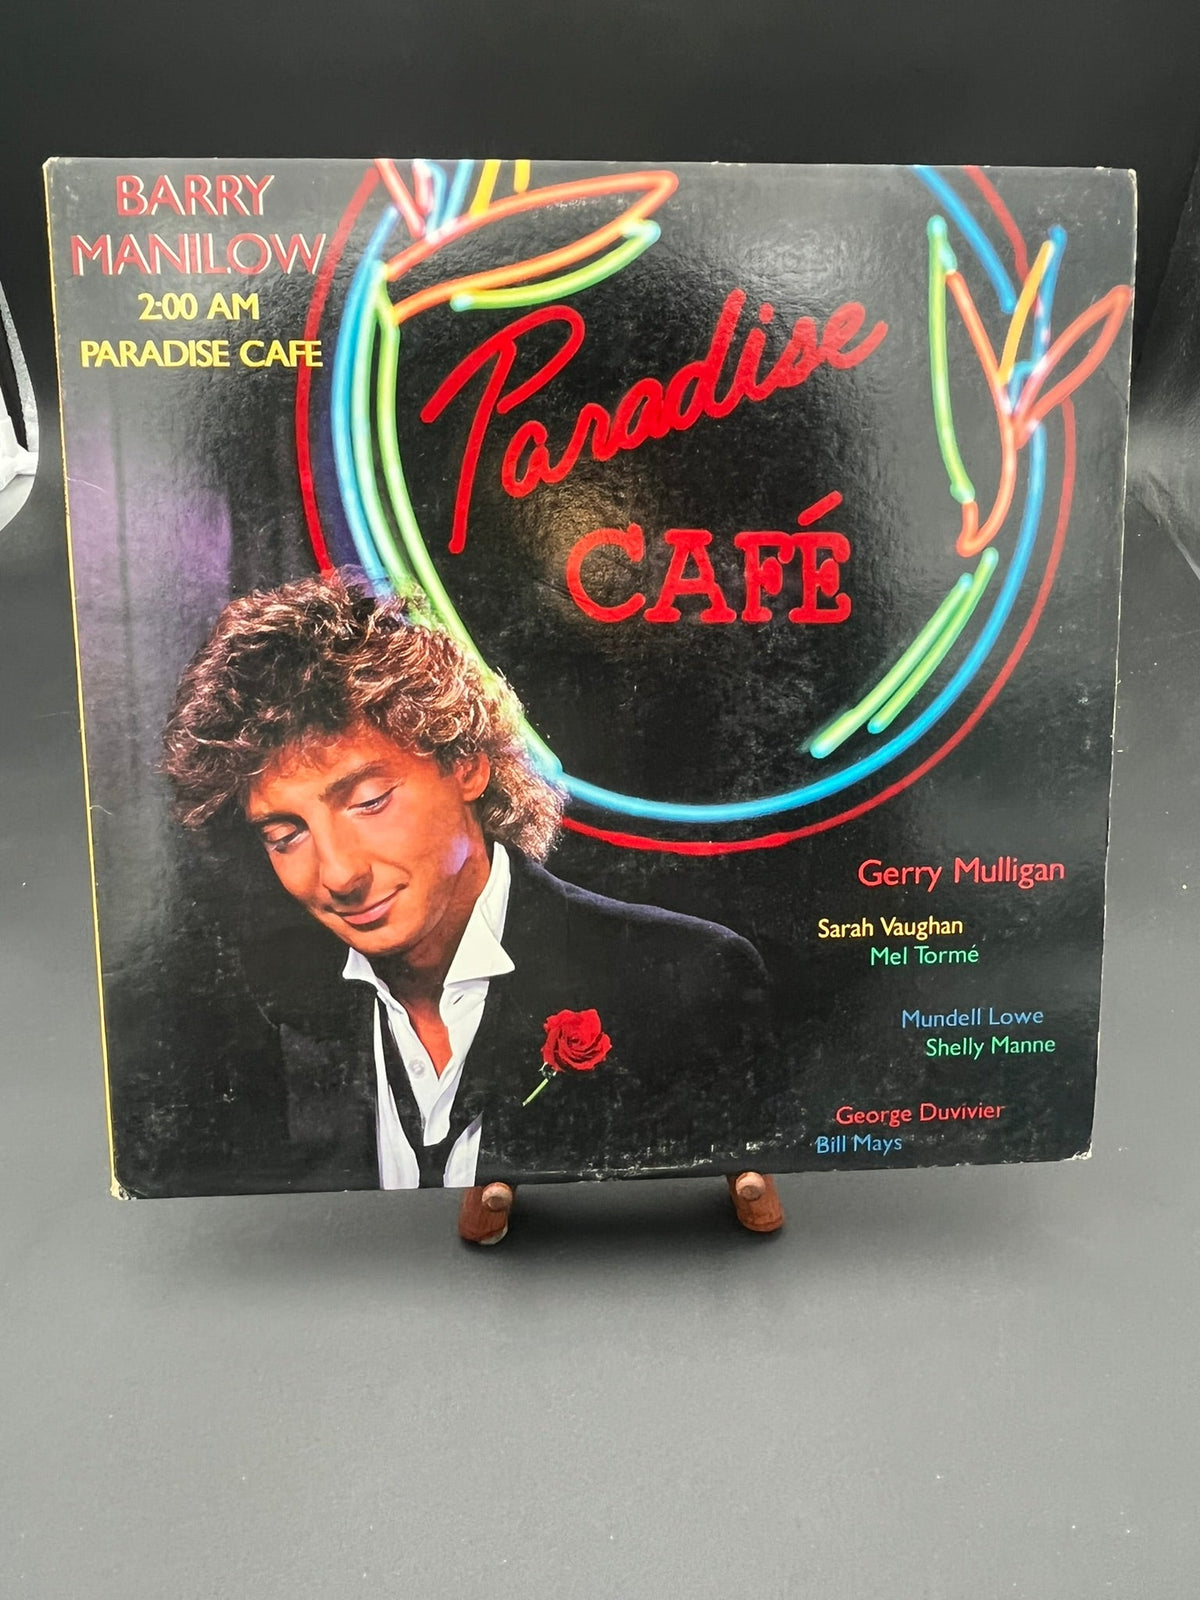 BARRY
MANILOW
2:00 AM
PARADISE CAFE
Paradise
CAFÉ
Gerry Mulligan
Sarah Vaughan
Mel Tormé
Mundell Lowe
Shelly Manne
George Duvivier
Bill Mays